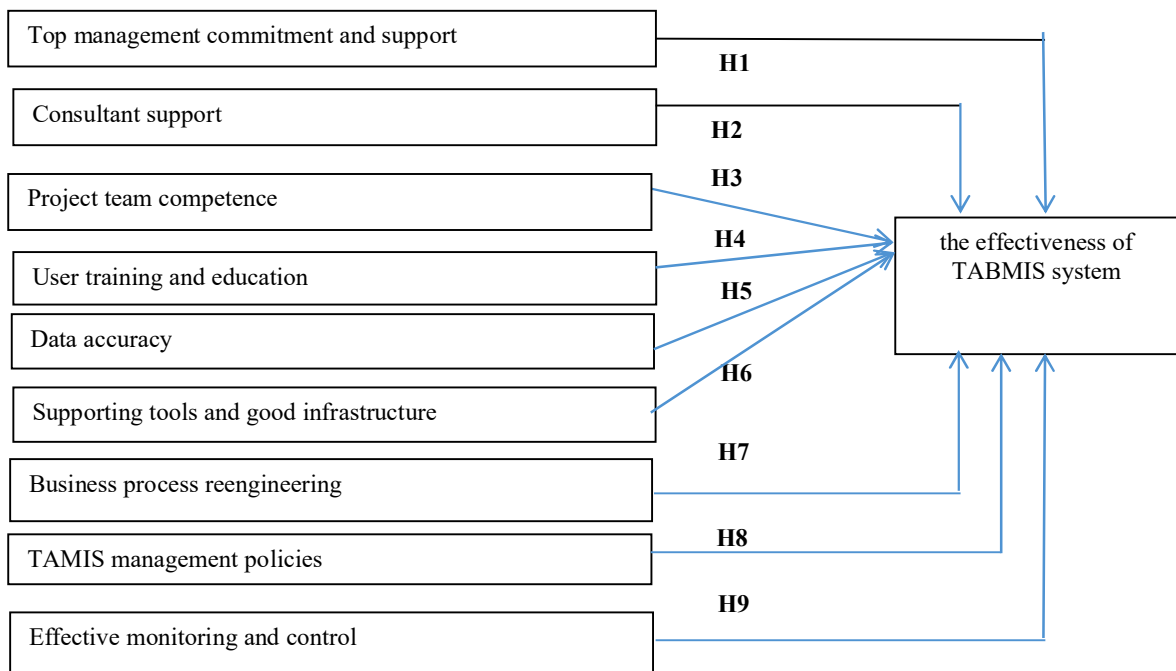 Top management commitment and support
H1
Consultant support
H2
H3
Project team competence
H4
the effectiveness of
TABMIS system
User training and education
H5
Data accuracy
H6
Supporting tools and good infrastructure
H7
Business process reengineering
H8
TAMIS management policies
H9
Effective monitoring and control